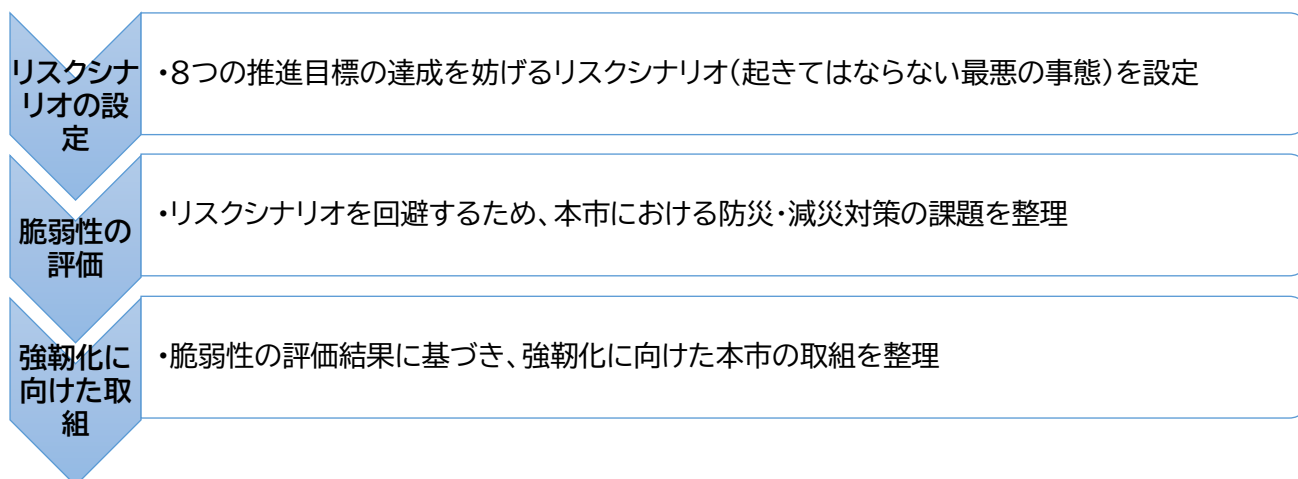 リスクシナ
リオの設
定
・8つの推進目標の達成を妨げるリスクシナリオ(起きてはならない最悪の事態)を設定
脆弱性の
評価
・リスクシナリオを回避するため、本市における防災・減災対策の課題を整理
強靱化に
向けた取
組
・脆弱性の評価結果に基づき、強靱化に向けた本市の取組を整理